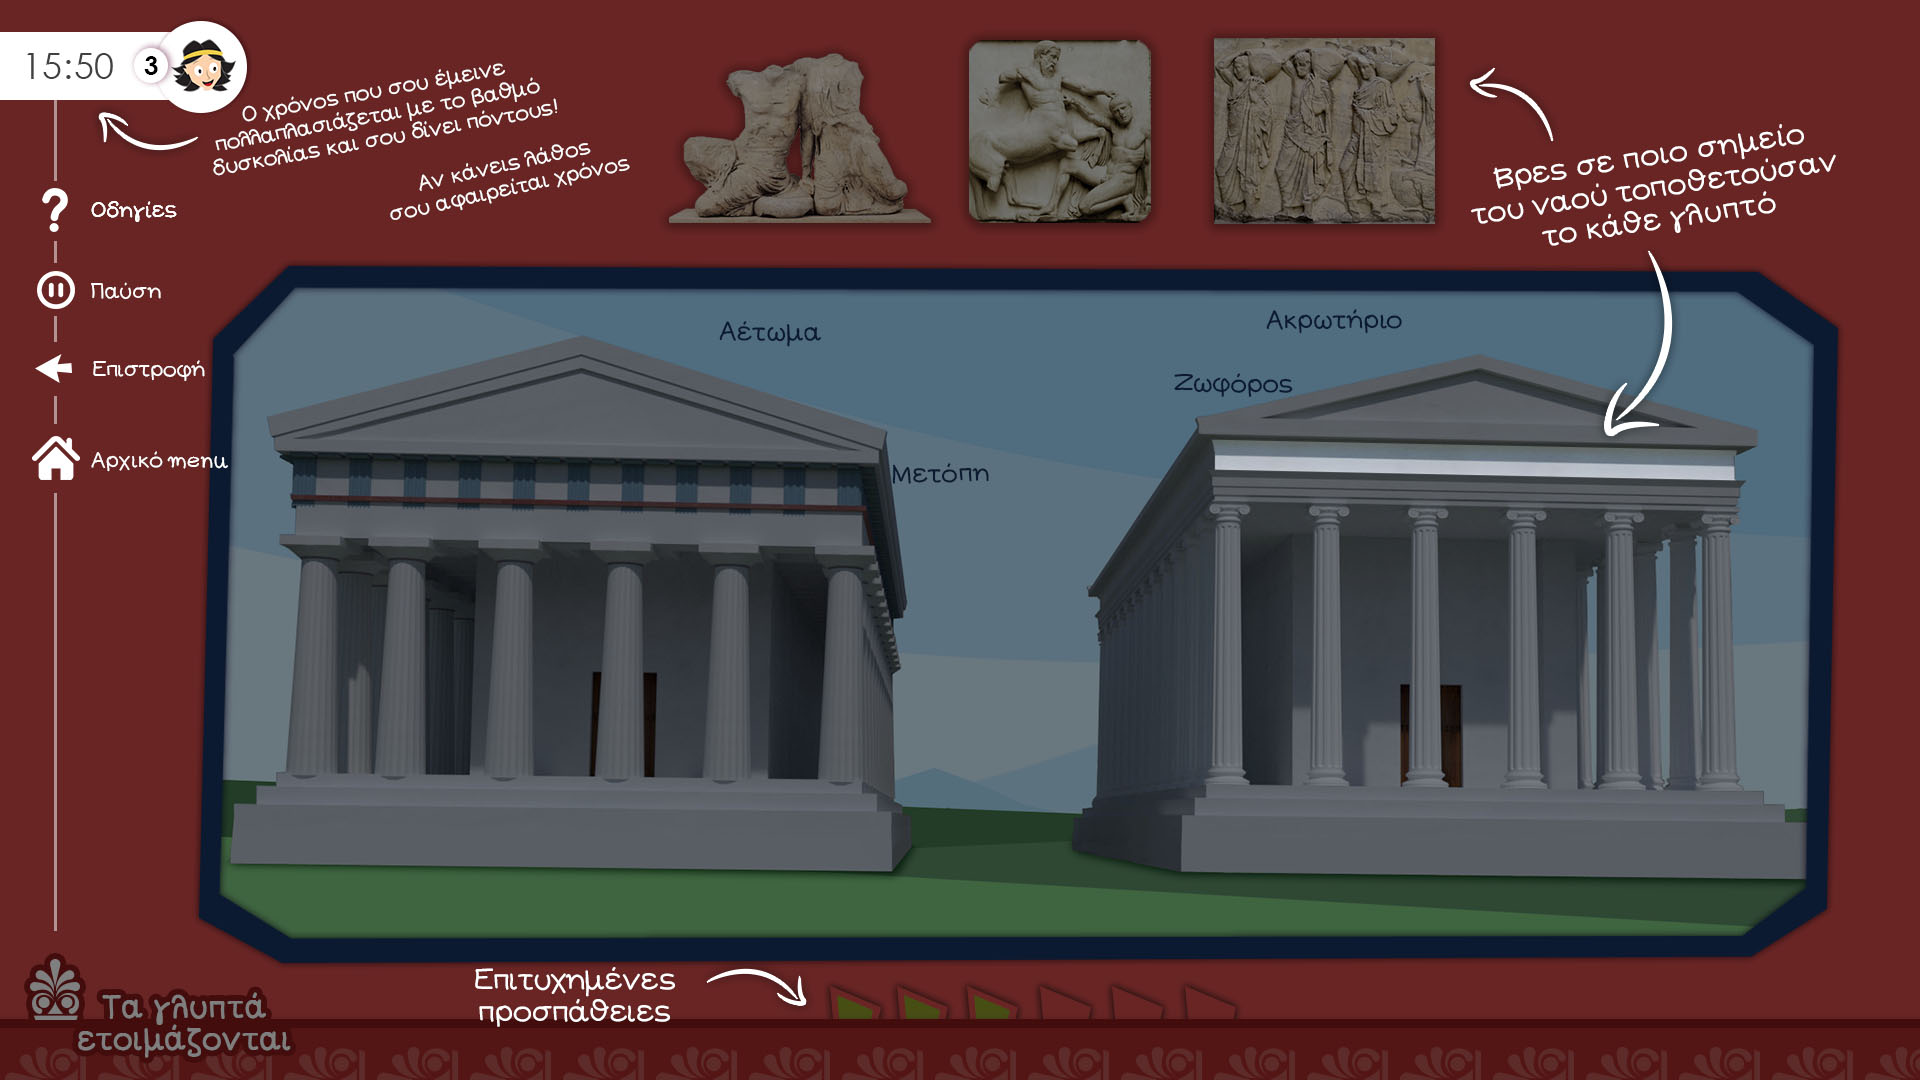 15:50
3
Ο χρόνος που σου έμεινε
πολλαπλασιάζεται με το βαθμό
δυσκολίας και σου δίνει πόντους!
Αν κάνεις λάθος
σου αφαιρείται χρόνος
Βρες σε ποιο σημείο
του ναού τοποθετούσαν
το κάθε γλυπτό
Οδηγίες
Παύση
Επιστροφή
Αρχικό menu
Αέτωμα
Ακρωτήριο
Ζωφόρος
Μετόπη
Επιτυχημένες
προσπάθειες
Τα γλυπτά
ετοιμάζονται